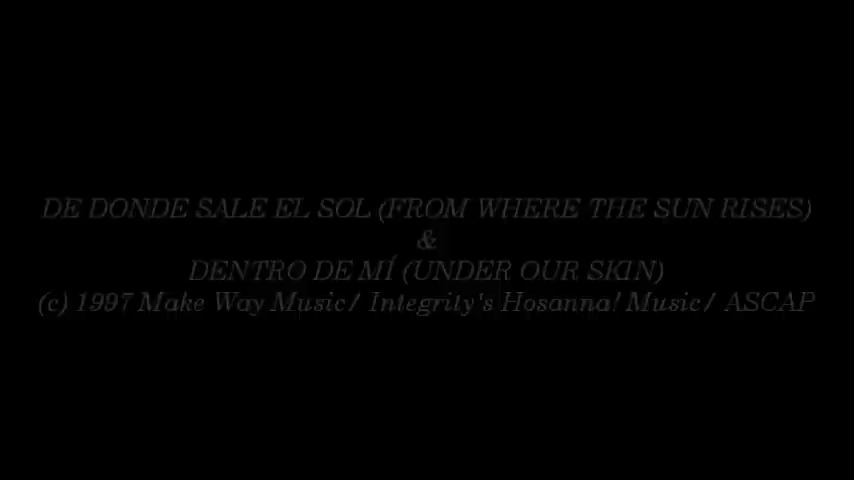 DE DONDE SALE EL SOL (FROM WHERE THE SUN RISES)
&
DENTRO DE MÍ (UNDER OUR SKIN)
(c) 1997 Make Way Music/ Integrity's Hosanna! Music/ ASCAP